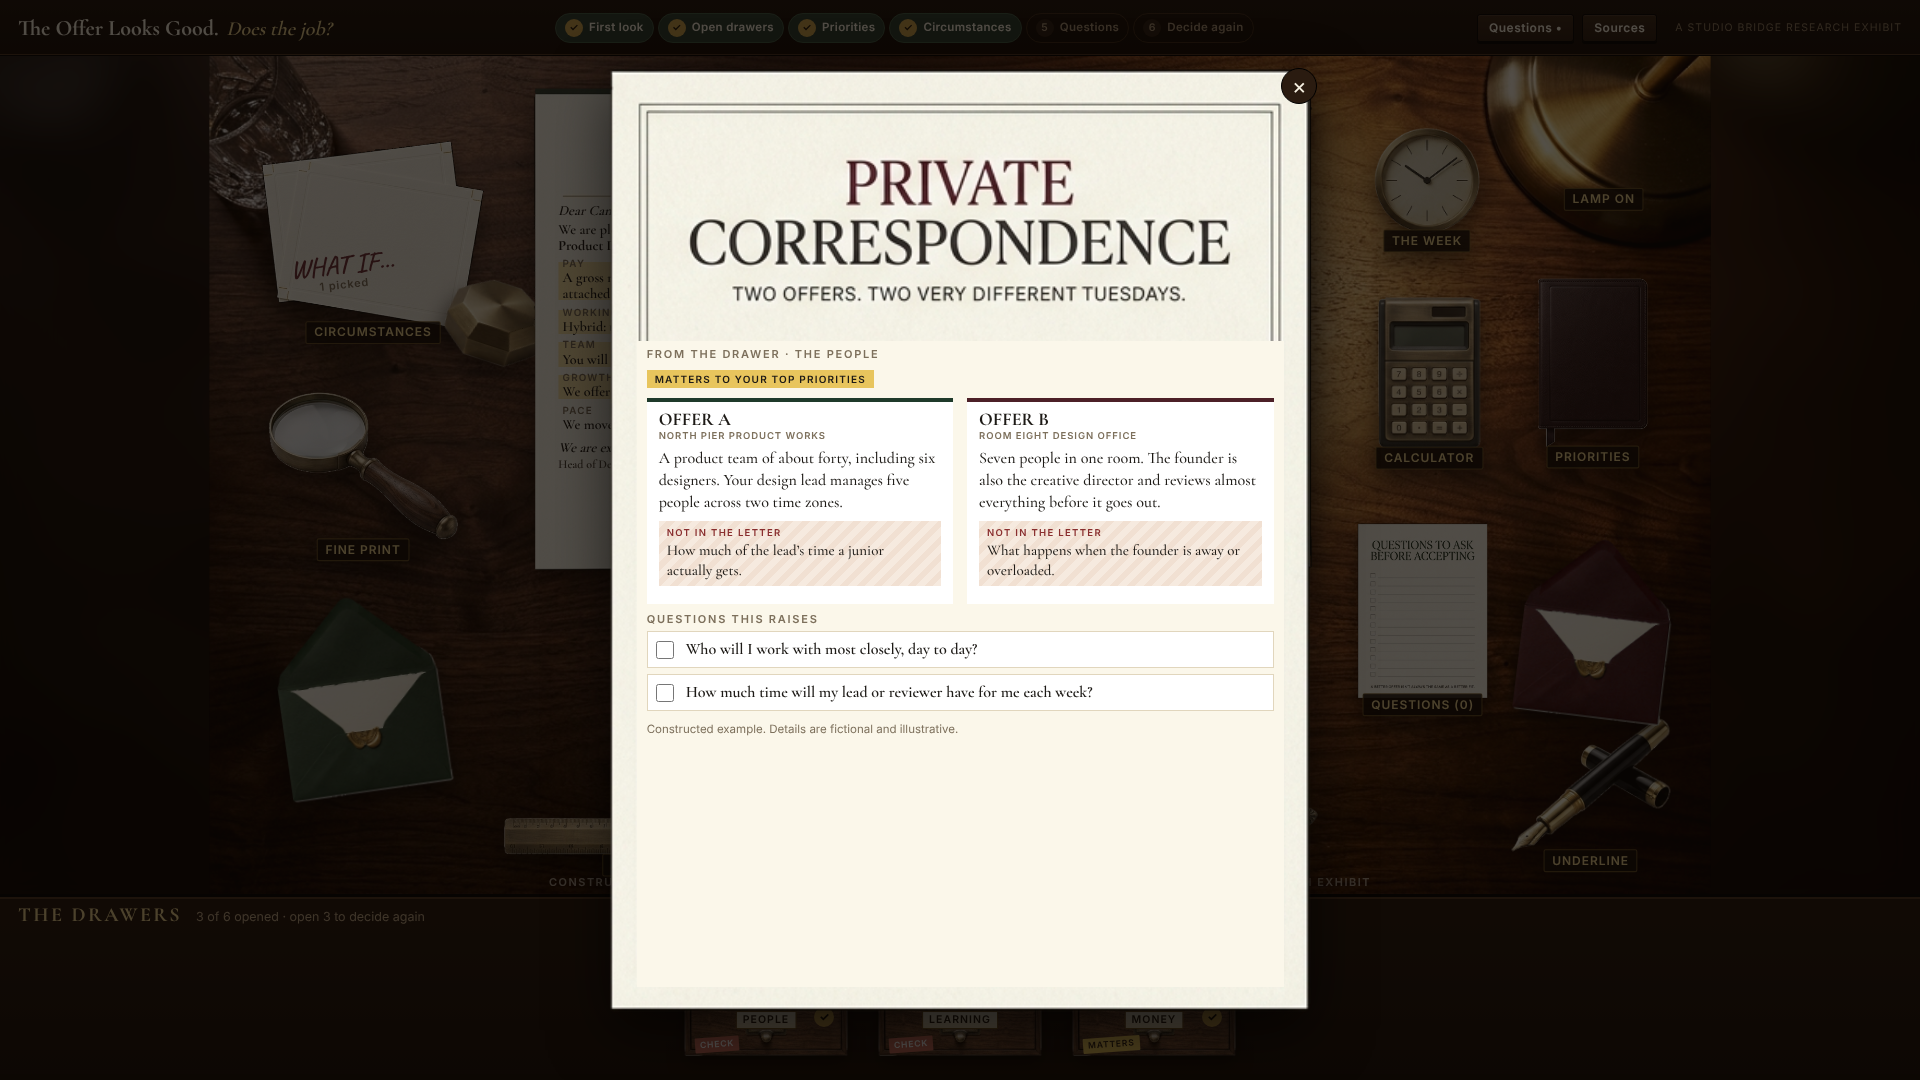 The Offer Looks Good. Does the job?
First look
Open drawers
Priorities
Circumstances
5 Questions
6 Decide again
Questions •
Sources
A STUDIO BRIDGE RESEARCH EXHIBIT
×
PRIVATE
CORRESPONDENCE
TWO OFFERS. TWO VERY DIFFERENT TUESDAYS.
FROM THE DRAWER · THE PEOPLE
MATTERS TO YOUR TOP PRIORITIES
OFFER A
NORTH PIER PRODUCT WORKS
A product team of about forty, including six
designers. Your design lead manages five
people across two time zones.
NOT IN THE LETTER
How much of the lead's time a junior
actually gets.
OFFER B
ROOM EIGHT DESIGN OFFICE
Seven people in one room. The founder is
also the creative director and reviews almost
everything before it goes out.
NOT IN THE LETTER
What happens when the founder is away or
overloaded.
QUESTIONS THIS RAISES
Who will I work with most closely, day to day?
How much time will my lead or reviewer have for me each week?
Constructed example. Details are fictional and illustrative.
WHAT IF...
1 picked
CIRCUMSTANCES
FINE PRINT
Dear
We are
PAY
A gross
attached
Hybrid:
TEAM
You will
We offer
PACE
We
We are
Head of
THE WEEK
LAMP ON
7 8 9 ÷
4 5 6 ×
1 2 3 −
CALCULATOR
PRIORITIES
QUESTIONS TO ASK
BEFORE ACCEPTING
QUESTIONS (0)
UNDERLINE
EXHIBIT
THE DRAWERS
3 of 6 opened · open 3 to decide again
PEOPLE
CHECK
LEARNING
CHECK
MONEY
MATTERS